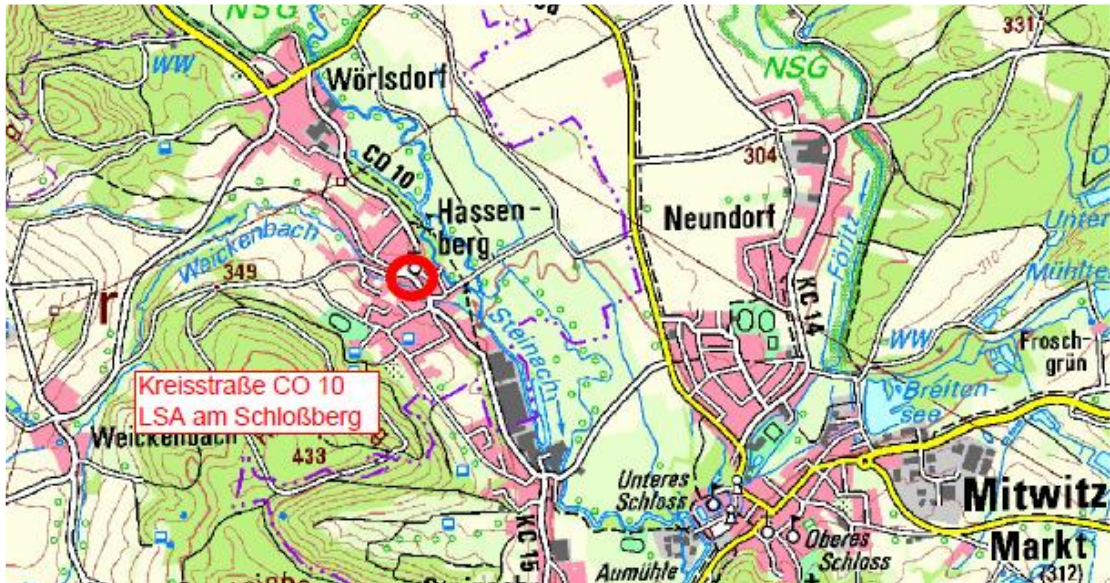 NSG
331
WW
Wörlsdorf
NSG
CO 10
304
Hassen-
berg
Neundorf
Weickenbach
349
Föritz
310
KC 14
r
Steinach
WW
Frosch-
grün
Breiten-
see
Kreisstraße CO 10
LSA am Schloßberg
Weickenbach
433
Unteres
Schloss
Mitwitz
KC 15
Oberes
Schloss
Markt
(312)
Aumühle